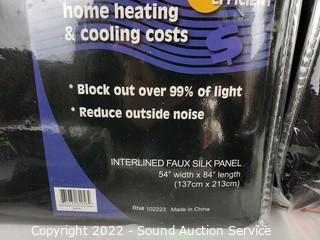 EFFICIENT
home heating
& cooling costs
$
* Block out over 99% of light
* Reduce outside noise
INTERLINED FAUX SILK PANEL
54" width x 84" length
(137cm x 213cm)
RN# 102223 Made In China
Copyright 2022 - Sound Auction Service